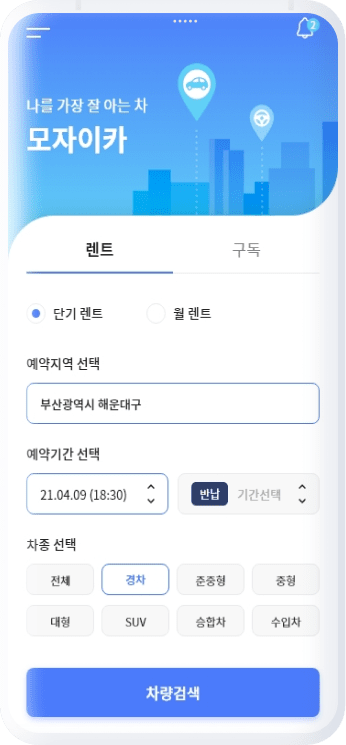 2
나를 가장 잘 아는 차
모자이카
렌트 구독
단기 렌트 월 렌트
예약지역 선택
부산광역시 해운대구
예약기간 선택
21.04.09 (18:30) 반납 기간선택
차종 선택
전체 경차 준중형 중형
대형 SUV 승합차 수입차
차량검색